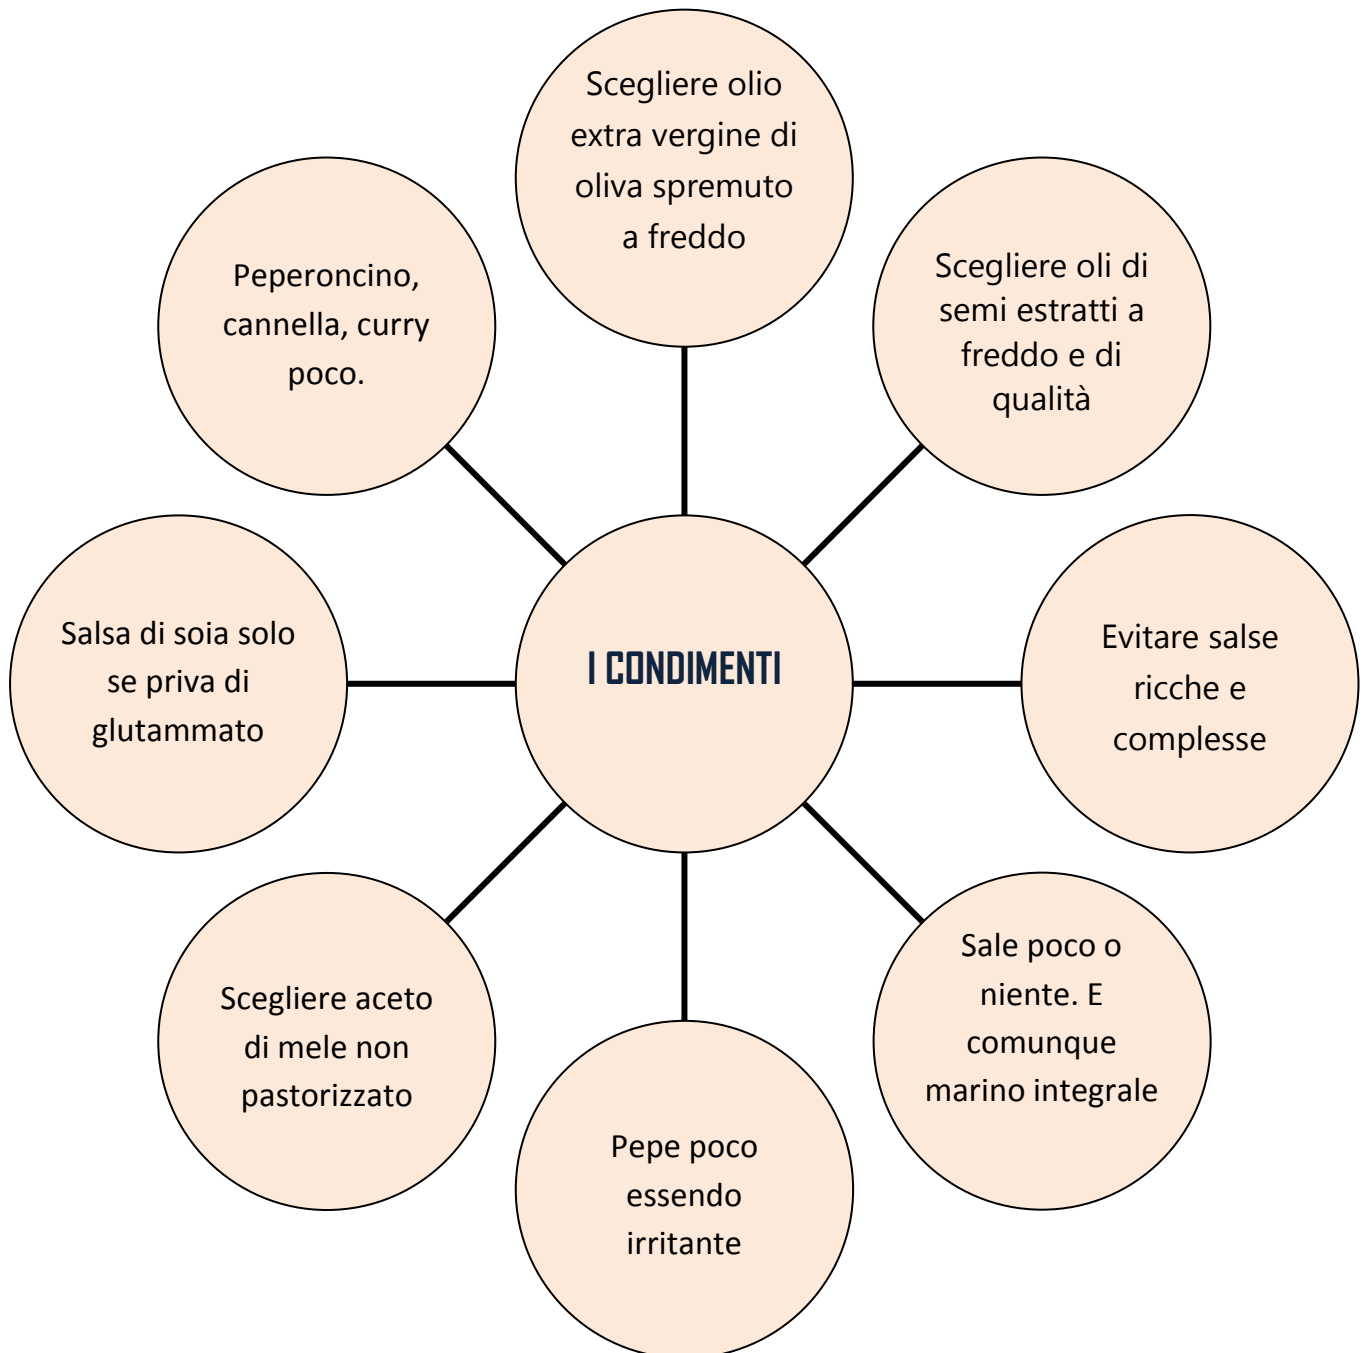 Scegliere olio
extra vergine di
oliva spremuto
a freddo
Scegliere oli di
semi estratti a
freddo e di
qualità
Evitare salse
ricche e
complesse
Sale poco o
niente. E
comunque
marino integrale
Pepe poco
essendo
irritante
Scegliere aceto
di mele non
pastorizzato
Salsa di soia solo
se priva di
glutammato
Peperoncino,
cannella, curry
poco.
I CONDIMENTI